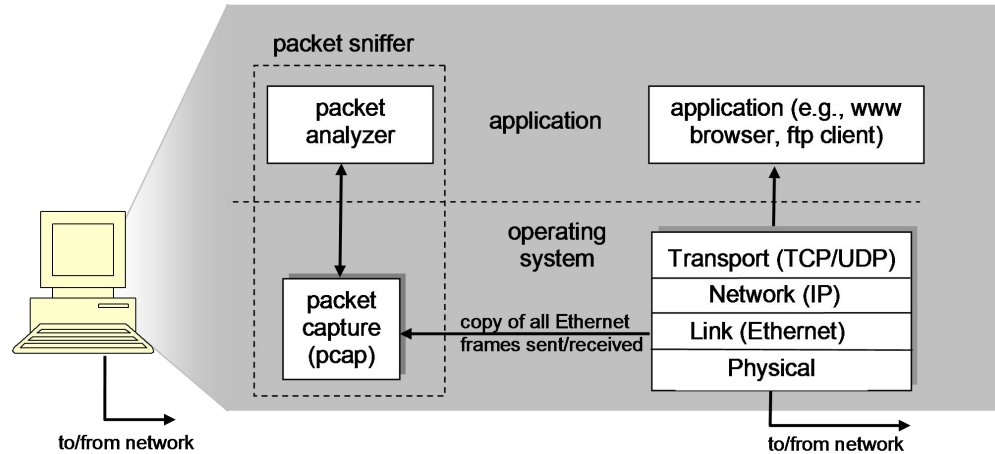 packet sniffer
packet
analyzer
application
application (e.g., www
browser, ftp client)
operating
system
packet
capture
(pcap)
copy of all Ethernet
frames sent/received
Transport (TCP/UDP)
Network (IP)
Link (Ethernet)
Physical
to/from network
to/from network